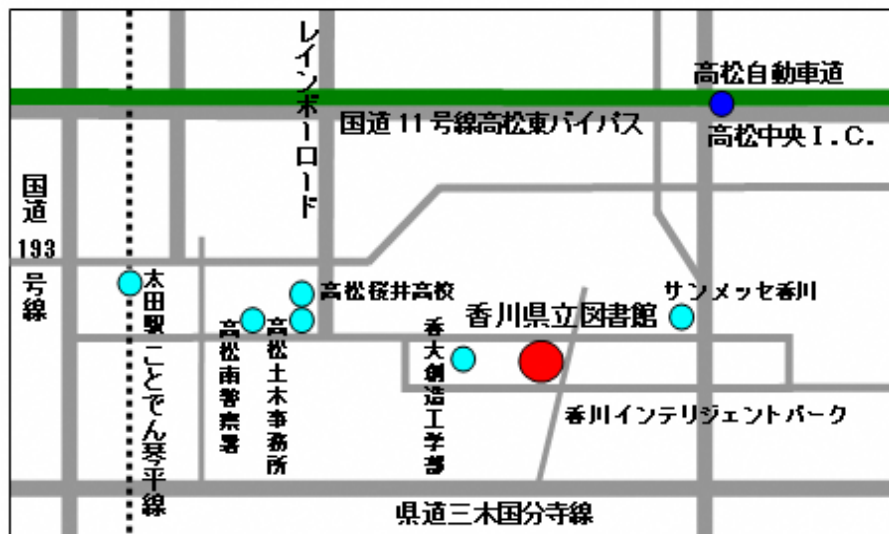 レインボーロード
高松自動車道
国道11号線高松東バイパス
高松中央I.C.
国道193号線
太田駅
ことでん琴平線
高松桜井高校
サンメッセ香川
高松南警察署
高松土木事務所
香大創造工学部
香川県立図書館
香川インテリジェントパーク
県道三木国分寺線